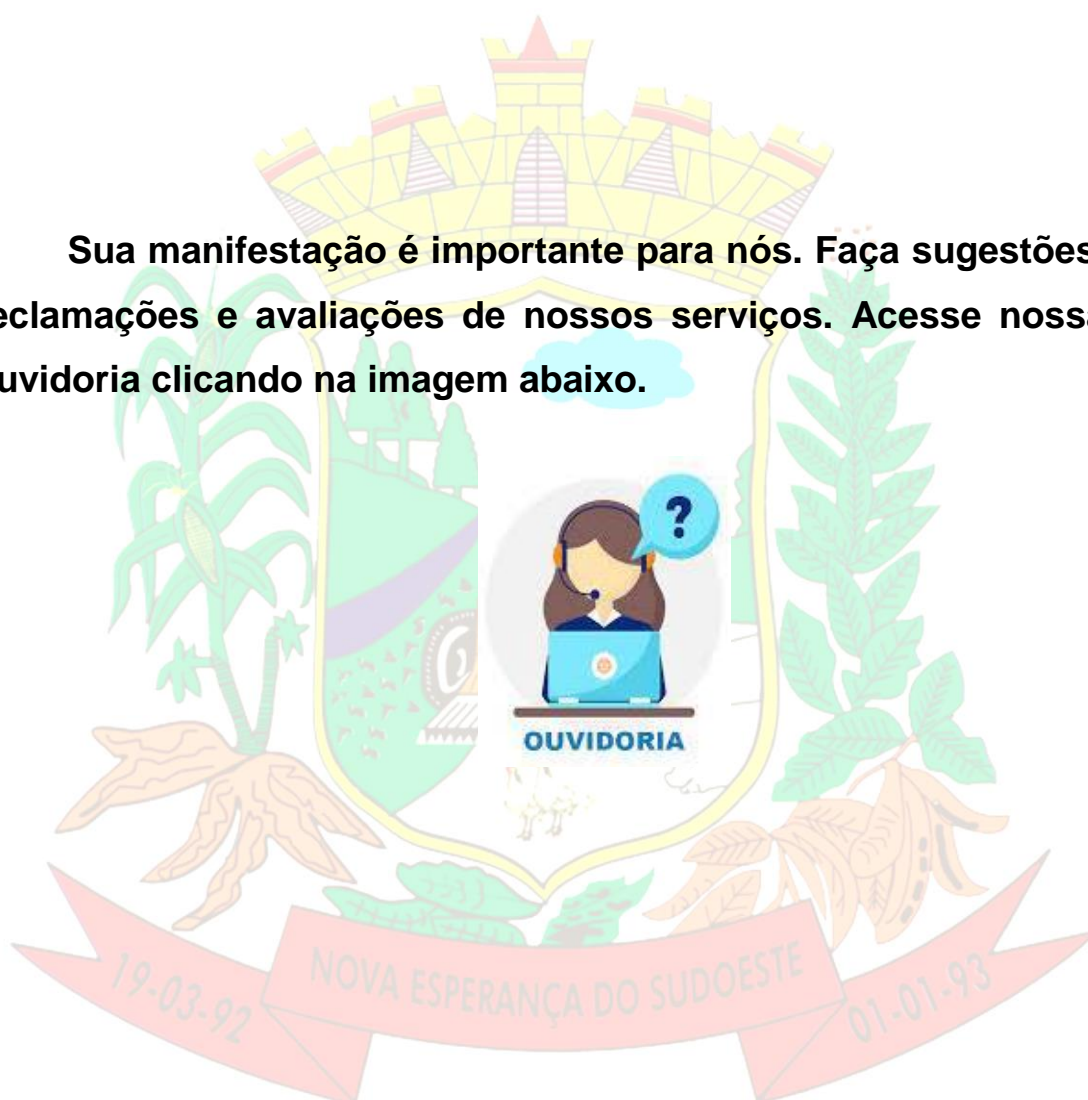 Sua manifestação é importante para nós. Faça sugestões
eclamações e avaliações de nossos serviços. Acesse nossa
uvidoria clicando na imagem abaixo.
?
OUVIDORIA
19-03-92 NOVA ESPERANÇA DO SUDOESTE 01-01-93